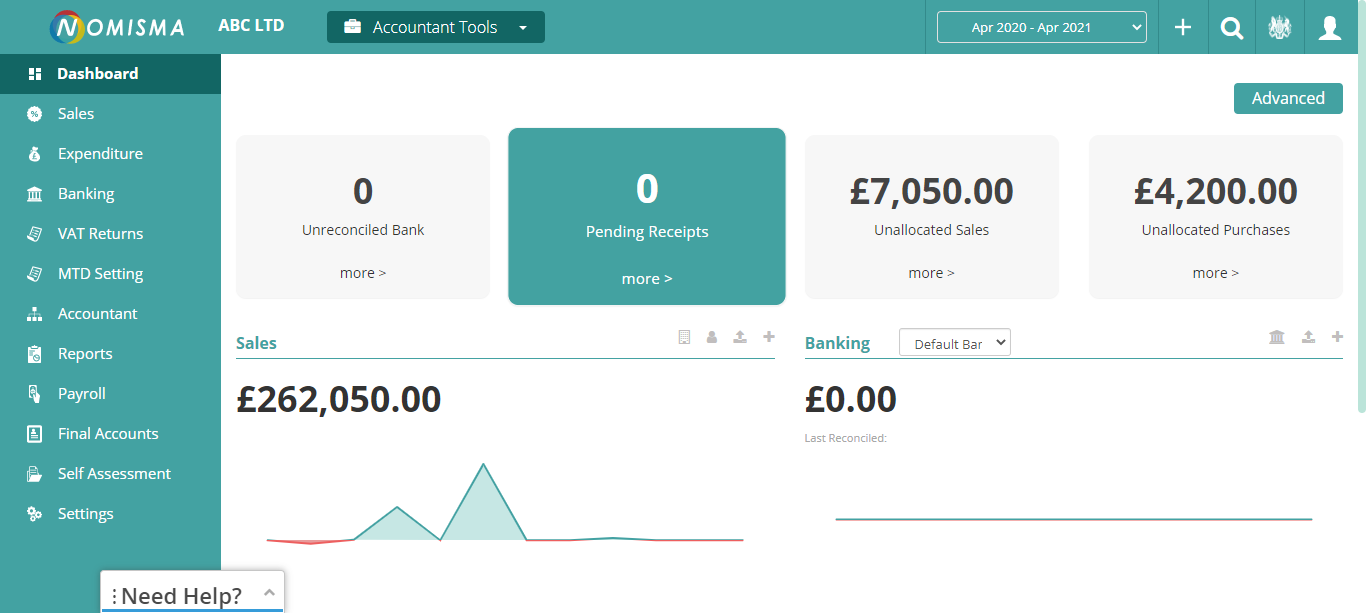 NOMISMA
ABC LTD
Accountant Tools
Apr 2020 - Apr 2021
Dashboard
Sales
Expenditure
Banking
VAT Returns
MTD Setting
Accountant
Reports
Payroll
Final Accounts
Self Assessment
Settings
Advanced
0
Unreconciled Bank
more >
0
Pending Receipts
more >
£7,050.00
Unallocated Sales
more >
£4,200.00
Unallocated Purchases
more >
Sales
£262,050.00
Banking
Default Bar
£0.00
Last Reconciled:
Need Help?